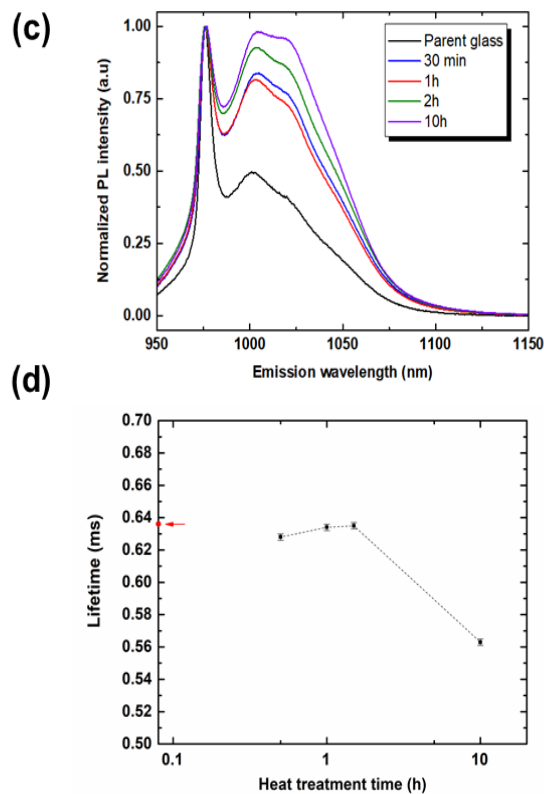 (c)
Normalized PL intensity (a.u)
1.00
0.75
0.50
0.25
0.00
Parent glass
30 min
1h
2h
10h
950 1000 1050 1100 1150
Emission wavelength (nm)
(d)
Lifetime (ms)
0.70
0.68
0.66
0.64
0.62
0.60
0.58
0.56
0.54
0.52
0.50
0.1 1 10
Heat treatment time (h)